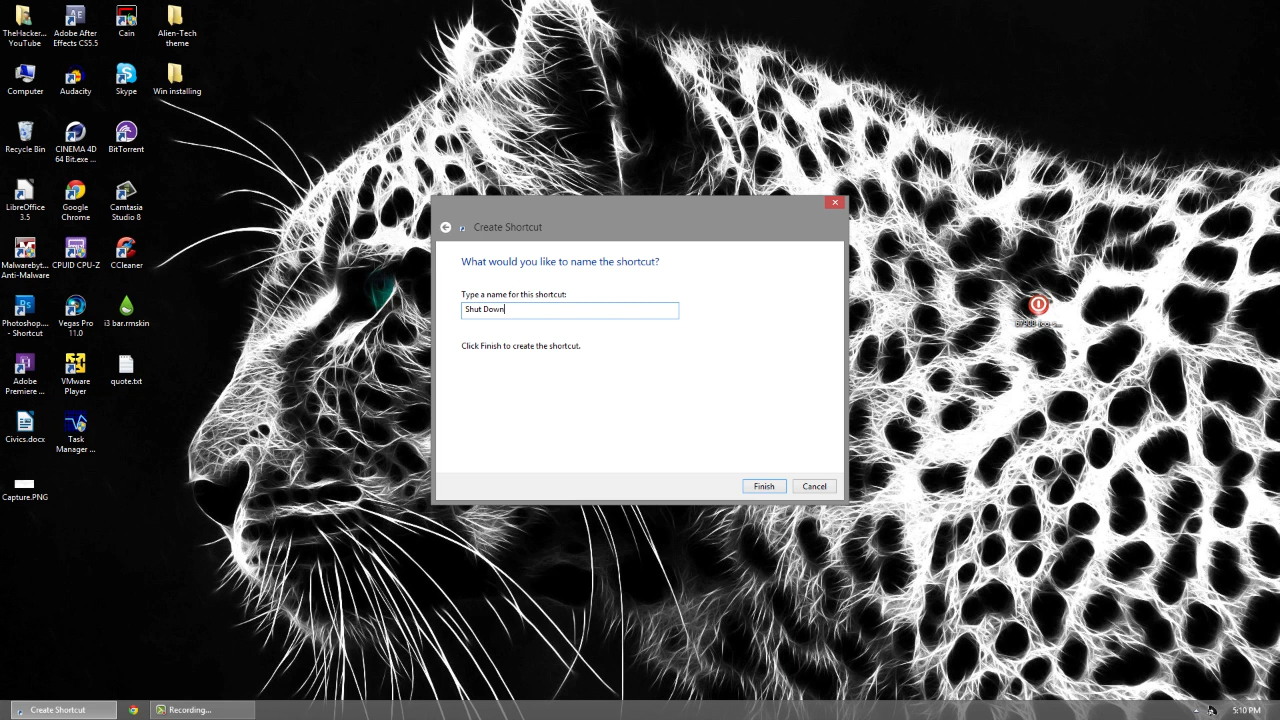 TheHacker...
YouTube
Adobe After
Effects CS5.5
Cain
Alien-Tech
theme
Computer
Audacity
Skype
Win installing
Recycle Bin
CINEMA 4D
64 Bit.exe ...
BitTorrent
LibreOffice
3.5
Google
Chrome
Camtasia
Studio 8
Malwarebyt...
Anti-Malware
CPUID CPU-Z
CCleaner
Photoshop....
- Shortcut
Vegas Pro
11.0
i3 bar.rmskin
Adobe
Premiere ...
VMware
Player
quote.txt
Civics.docx
Task
Manager ...
Capture.PNG
Create Shortcut
What would you like to name the shortcut?
Type a name for this shortcut:
Shut Down
Click Finish to create the shortcut.
Finish
Cancel
Create Shortcut
Recording...
5:10 PM